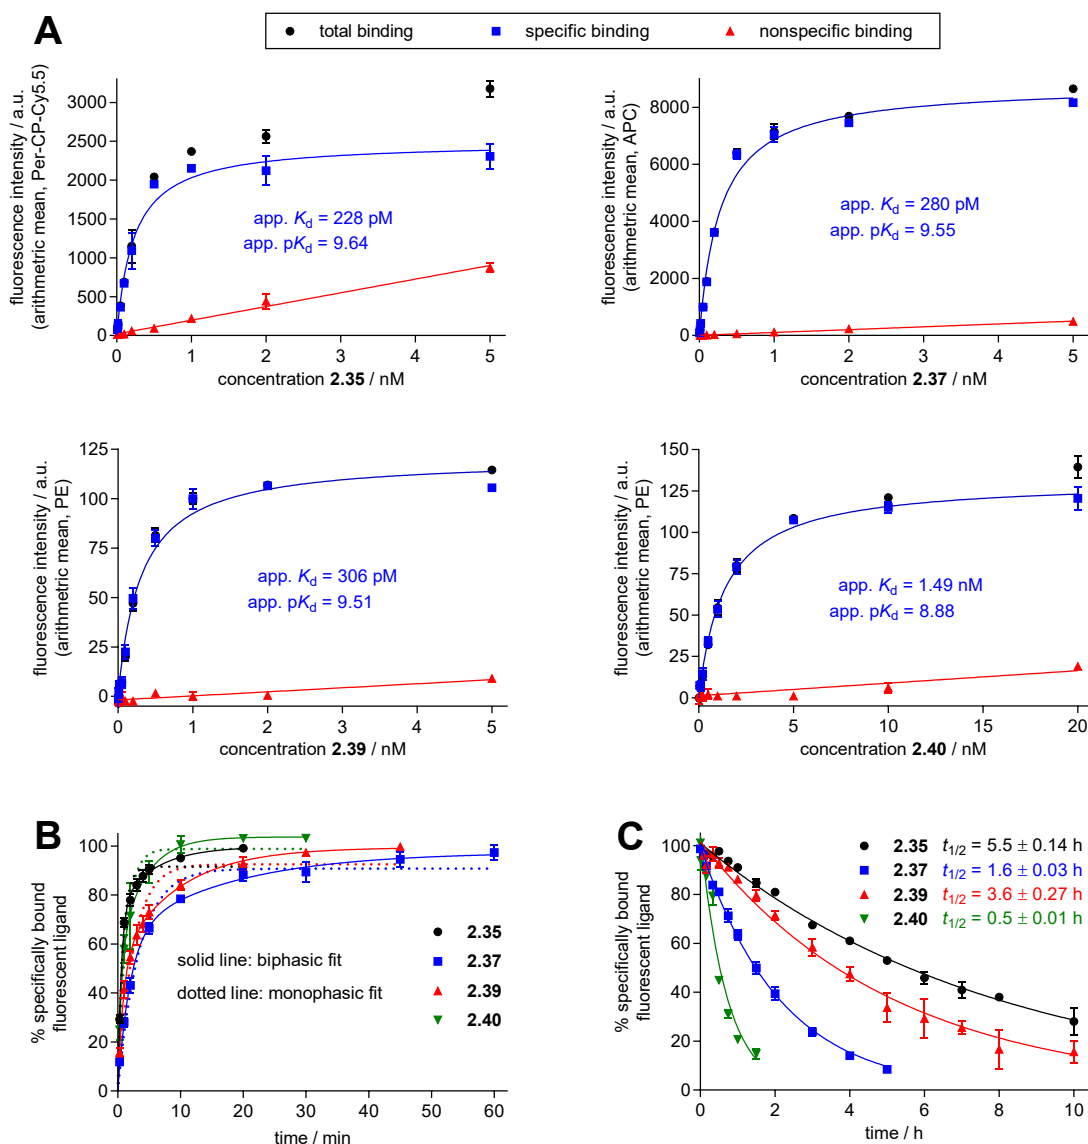 A
total binding specific binding nonspecific binding
fluorescence intensity / a.u.
(arithmetric mean, Per-CP-Cy5.5)
3000
2500
2000
1500
1000
500
0
app. Kd = 228 pM
app. pKd = 9.64
0 1 2 3 4 5
concentration 2.35 / nM
fluorescence intensity / a.u.
(arithmetric mean, APC)
8000
6000
4000
2000
0
app. Kd = 280 pM
app. pKd = 9.55
0 1 2 3 4 5
concentration 2.37 / nM
fluorescence intensity / a.u.
(arithmetric mean, PE)
125
100
75
50
25
0
app. Kd = 306 pM
app. pKd = 9.51
0 1 2 3 4 5
concentration 2.39 / nM
fluorescence intensity / a.u.
(arithmetric mean, PE)
150
125
100
75
50
25
0
app. Kd = 1.49 nM
app. pKd = 8.88
0 5 10 15 20
concentration 2.40 / nM
B
% specifically bound
fluorescent ligand
100
80
60
40
20
0
solid line: biphasic fit
dotted line: monophasic fit
2.35
2.37
2.39
2.40
0 10 20 30 40 50 60
time / min
C
% specifically bound
fluorescent ligand
100
80
60
40
20
0
2.35 t1/2 = 5.5 ± 0.14 h
2.37 t1/2 = 1.6 ± 0.03 h
2.39 t1/2 = 3.6 ± 0.27 h
2.40 t1/2 = 0.5 ± 0.01 h
0 2 4 6 8 10
time / h